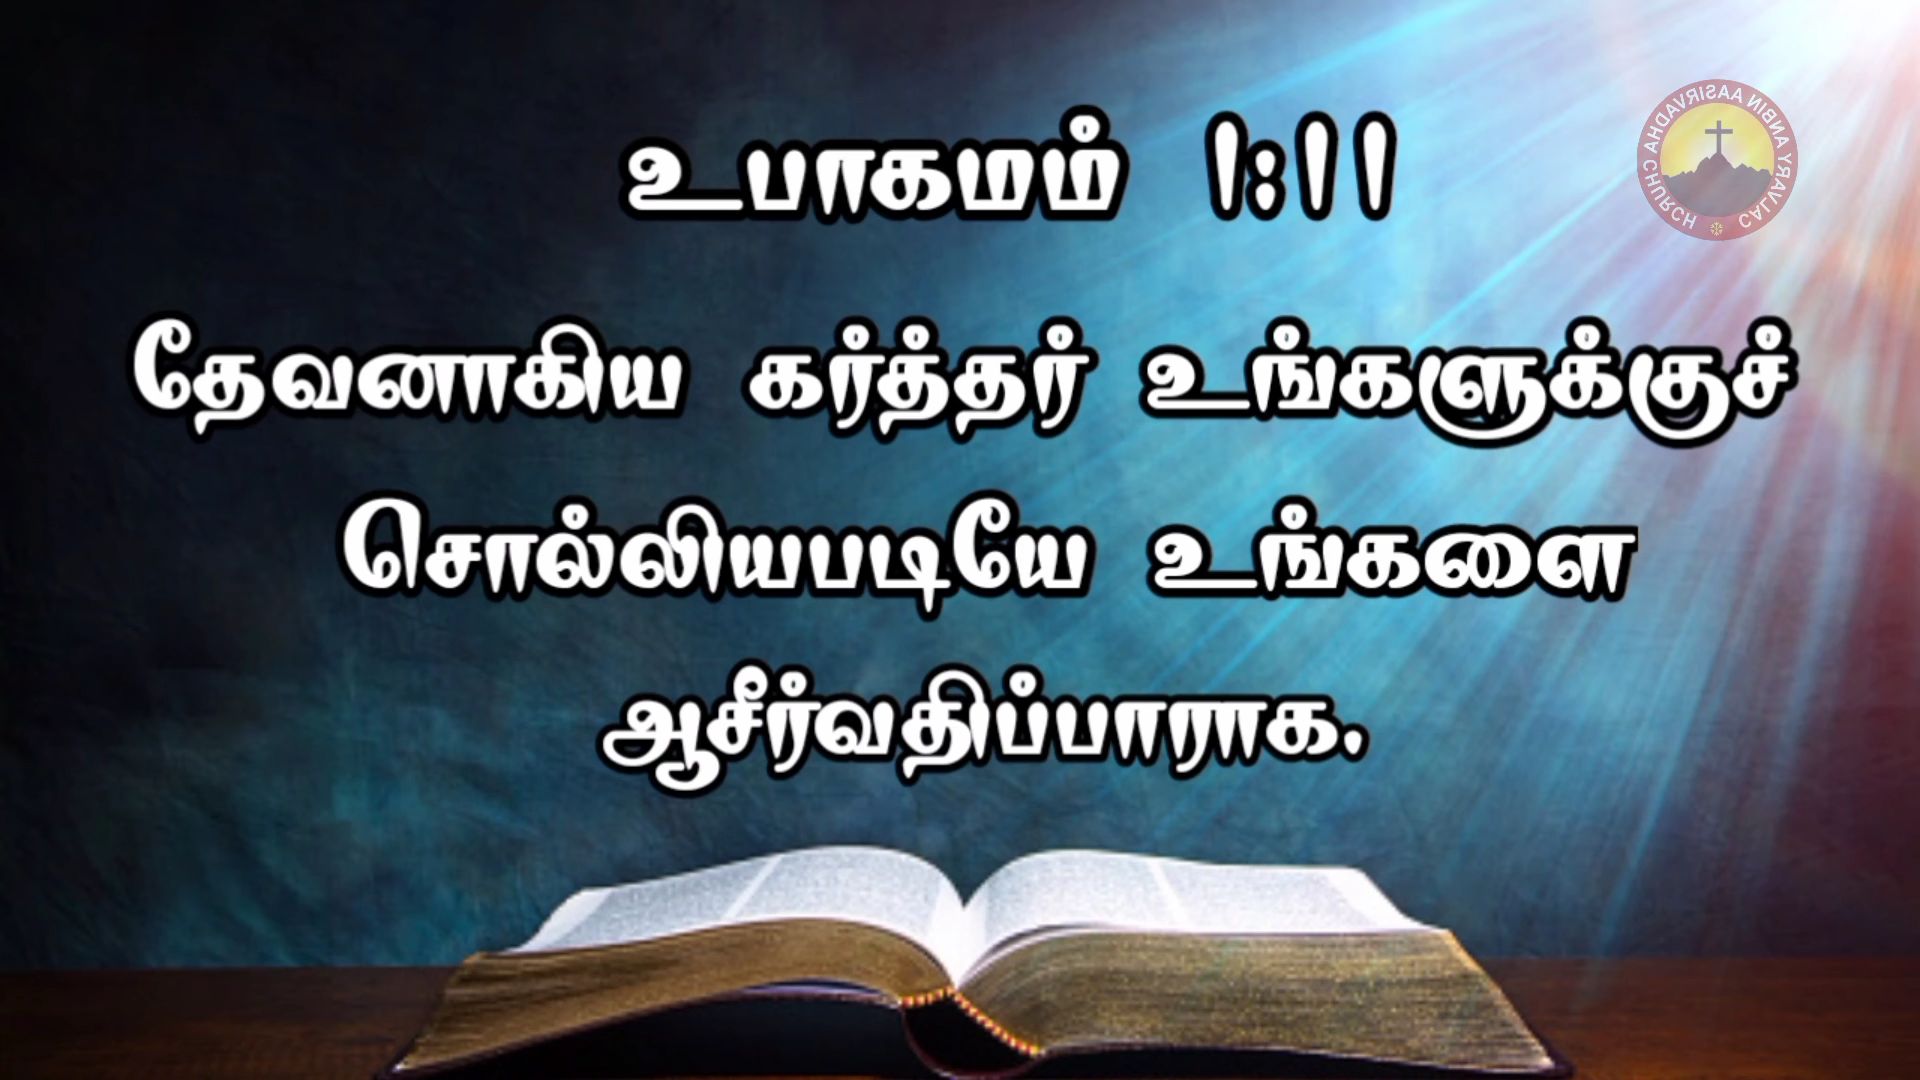 உபாகமம் 1:11
தேவனாகிய கர்த்தர் உங்களுக்குச்
சொல்லியபடியே உங்களை
ஆசீர்வதிப்பாராக.
CALVARY ANBIN AASIRVADHA CHURCH